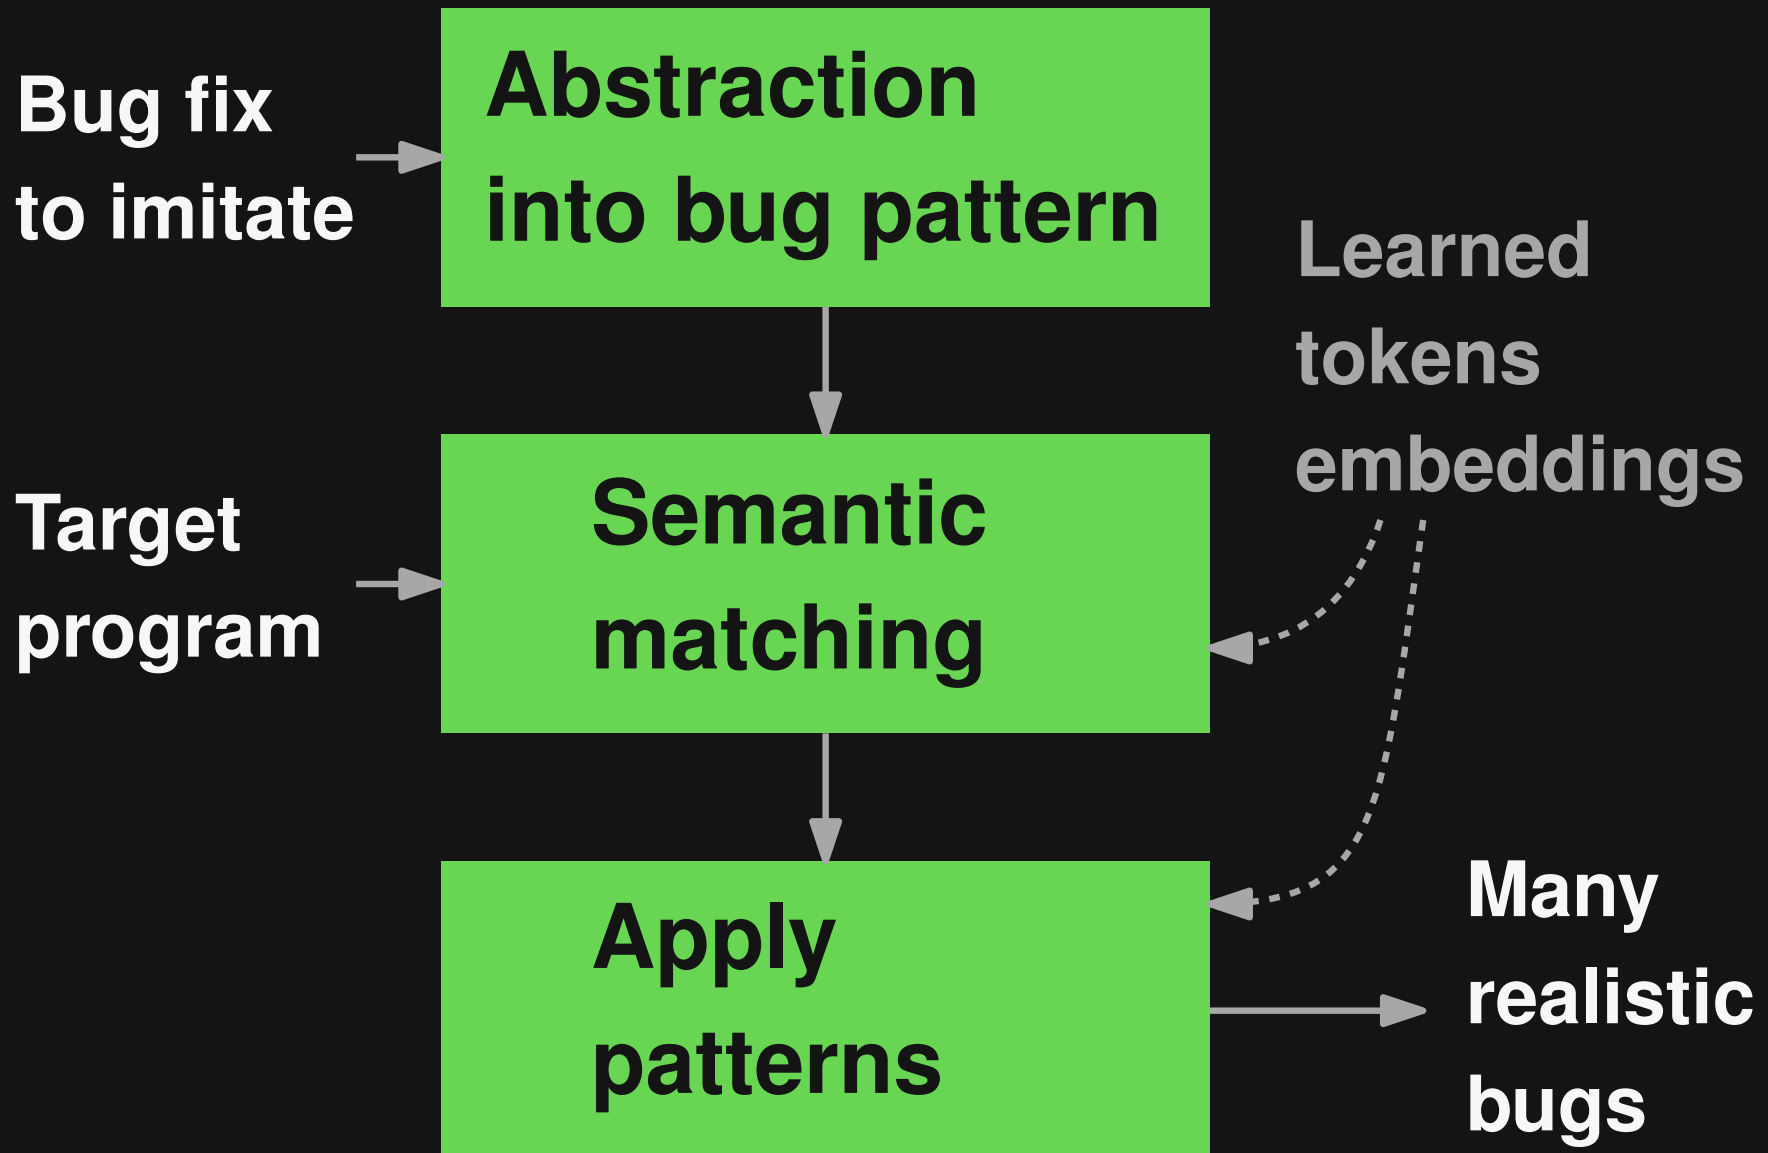 Bug fix
to imitate
Abstraction
into bug pattern
Learned
tokens
embeddings
Target
program
Semantic
matching
Apply
patterns
Many
realistic
bugs